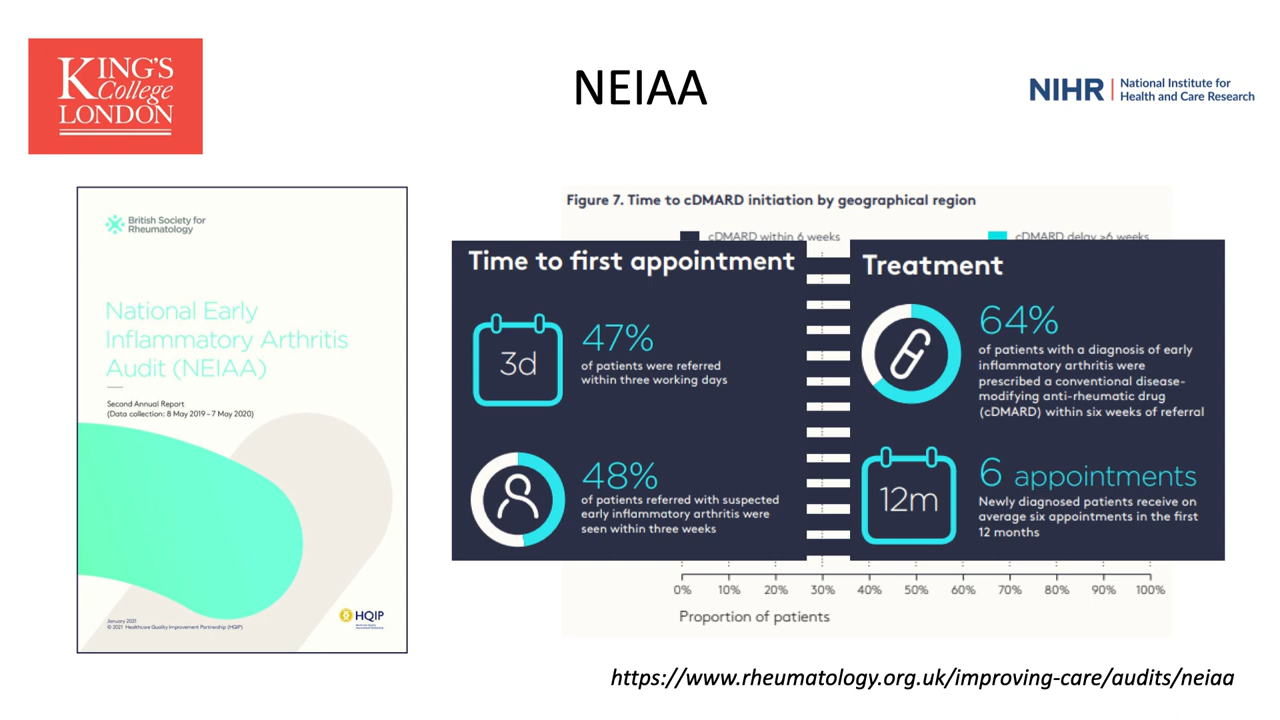 KING'S
College
LONDON
NEIAA
NIHR | National Institute for
Health and Care Research
British Society for
Rheumatology
National Early
Inflammatory Arthritis
Audit (NEIAA)
Second Annual Report
(Data collection: 8 May 2019 - 7 May 2020)
January 2021
© 2021 Healthcare Quality Improvement Partnership (HQIP)
HQIP
Figure 7. Time to cDMARD initiation by geographical region
cDMARD within 6 weeks
cDMARD delay >6 weeks
Time to first appointment
3d
47%
of patients were referred
within three working days
48%
of patients referred with suspected
early inflammatory arthritis were
seen within three weeks
Treatment
64%
of patients with a diagnosis of early
inflammatory arthritis were
prescribed a conventional disease-
modifying anti-rheumatic drug
(cDMARD) within six weeks of referral
12m
6 appointments
Newly diagnosed patients receive on
average six appointments in the first
12 months
0% 10% 20% 30% 40% 50% 60% 70% 80% 90% 100%
Proportion of patients
https://www.rheumatology.org.uk/improving-care/audits/neiaa